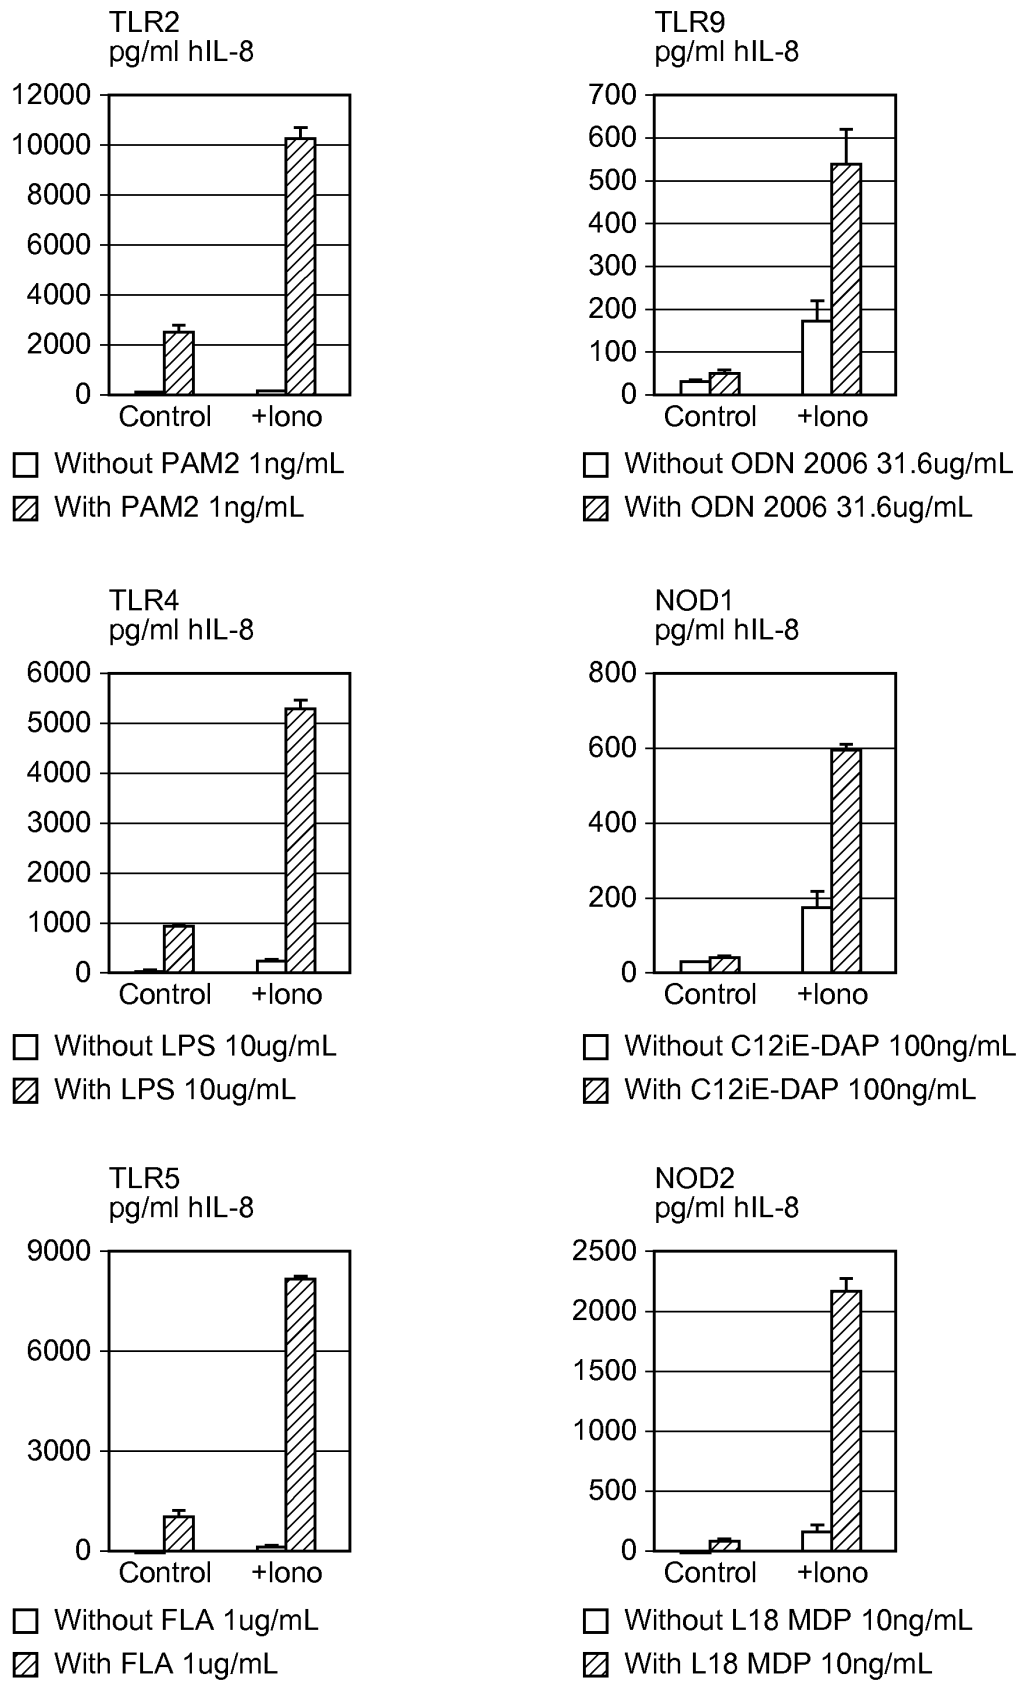 TLR2
pg/ml hIL-8
12000
10000
8000
6000
4000
2000
0
Control +Iono
Without PAM2 1ng/mL
With PAM2 1ng/mL
TLR9
pg/ml hIL-8
700
600
500
400
300
200
100
0
Control +Iono
Without ODN 2006 31.6ug/mL
With ODN 2006 31.6ug/mL
TLR4
pg/ml hIL-8
6000
5000
4000
3000
2000
1000
0
Control +Iono
Without LPS 10ug/mL
With LPS 10ug/mL
NOD1
pg/ml hIL-8
800
600
400
200
0
Control +Iono
Without C12iE-DAP 100ng/mL
With C12iE-DAP 100ng/mL
TLR5
pg/ml hIL-8
9000
6000
3000
0
Control +Iono
Without FLA 1ug/mL
With FLA 1ug/mL
NOD2
pg/ml hIL-8
2500
2000
1500
1000
500
0
Control +Iono
Without L18 MDP 10ng/mL
With L18 MDP 10ng/mL